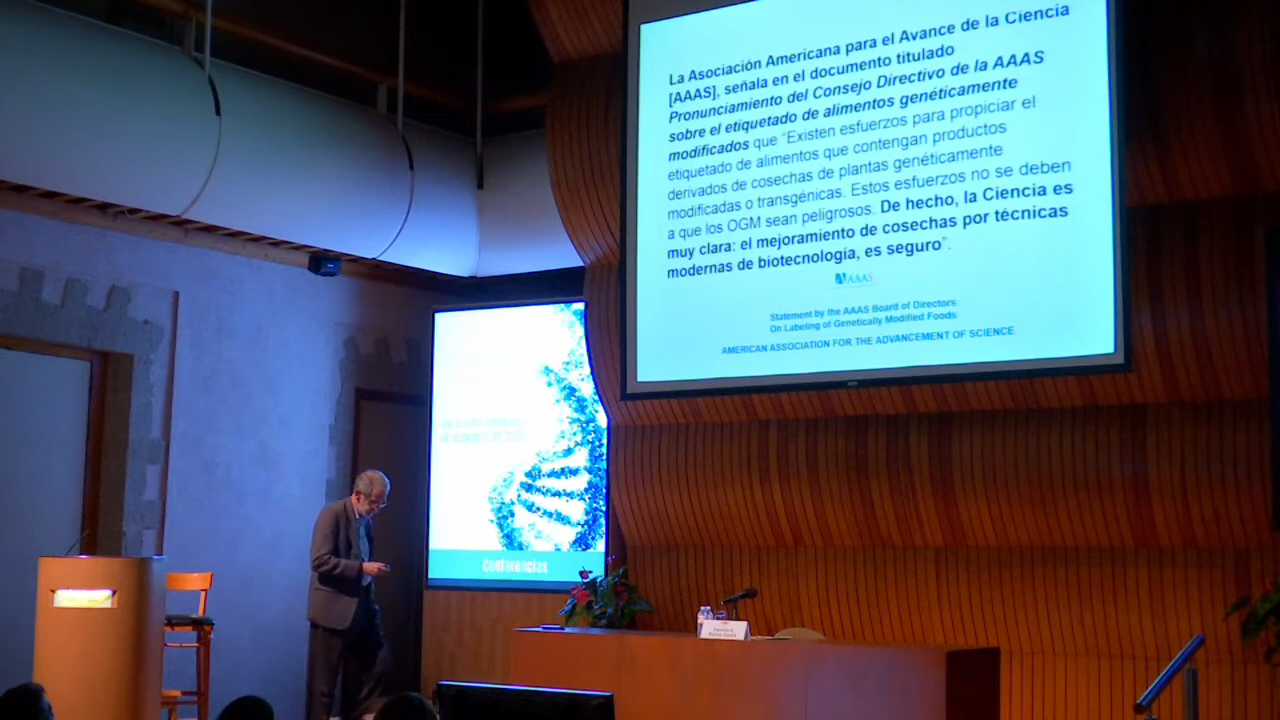 La Asociación Americana para el Avance de la Ciencia
[AAAS], señala en el documento titulado
Pronunciamiento del Consejo Directivo de la AAAS
sobre el etiquetado de alimentos genéticamente
modificados que "Existen esfuerzos para propiciar el
etiquetado de alimentos que contengan productos
derivados de cosechas de plantas genéticamente
modificadas o transgénicas. Estos esfuerzos no se deben
a que los OGM sean peligrosos. De hecho, la Ciencia es
muy clara: el mejoramiento de cosechas por técnicas
modernas de biotecnología, es seguro".
AAAS
Statement by the AAAS Board of Directors
On Labeling of Genetically Modified Foods
AMERICAN ASSOCIATION FOR THE ADVANCEMENT OF SCIENCE
Conferencias